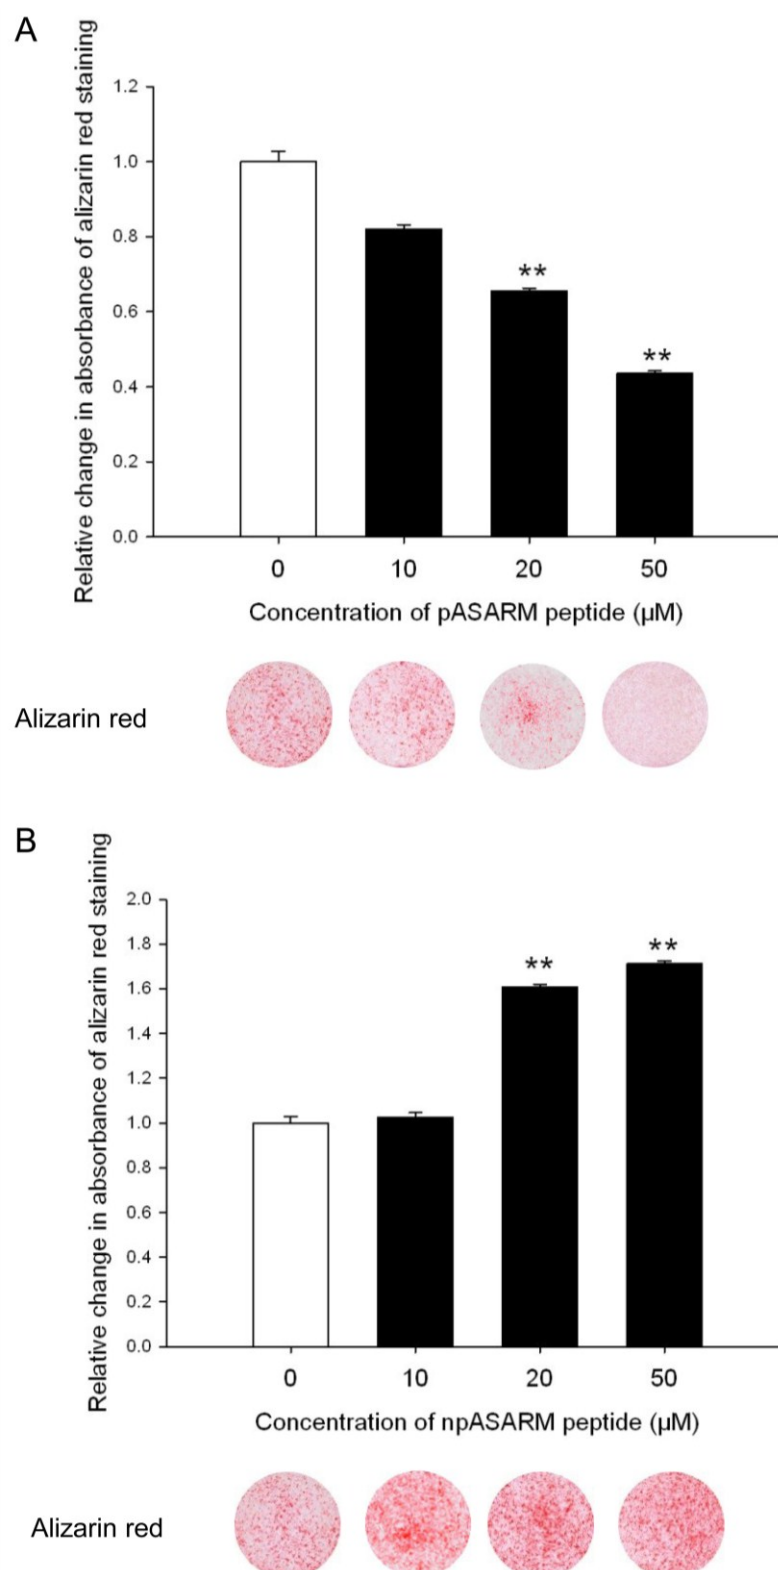 A
Relative change in absorbance of alizarin red staining
1.2
1.0
0.8
0.6
0.4
0.2
0.0
**
**
0 10 20 50
Concentration of pASARM peptide (µM)
Alizarin red
B
Relative change in absorbance of alizarin red staining
2.0
1.8
1.6
1.4
1.2
1.0
0.8
0.6
0.4
0.2
0.0
**
**
0 10 20 50
Concentration of npASARM peptide (µM)
Alizarin red